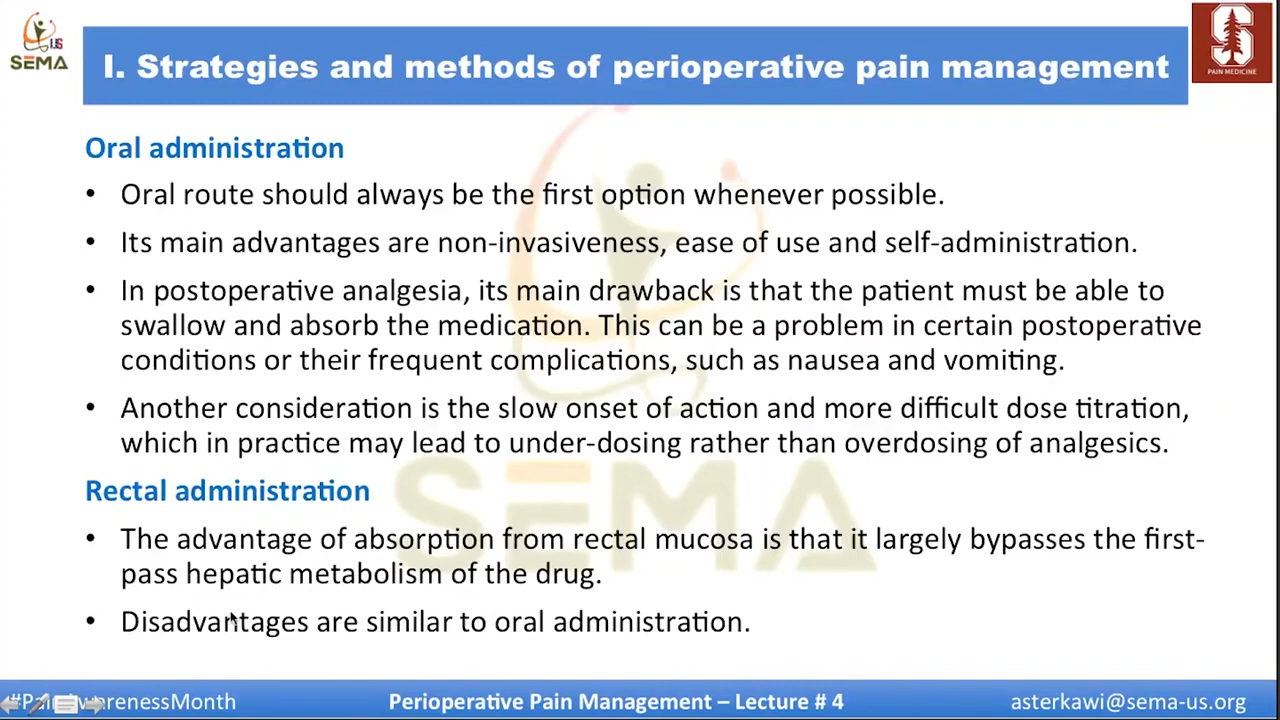 SEMA
US
I. Strategies and methods of perioperative pain management
S
PAIN MEDICINE
Oral administration
• Oral route should always be the first option whenever possible.
• Its main advantages are non-invasiveness, ease of use and self-administration.
• In postoperative analgesia, its main drawback is that the patient must be able to
swallow and absorb the medication. This can be a problem in certain postoperative
conditions or their frequent complications, such as nausea and vomiting.
• Another consideration is the slow onset of action and more difficult dose titration,
which in practice may lead to under-dosing rather than overdosing of analgesics.
SEMA
Rectal administration
• The advantage of absorption from rectal mucosa is that it largely bypasses the first-
pass hepatic metabolism of the drug.
• Disadvantages are similar to oral administration.
#PainAwarenessMonth
Perioperative Pain Management – Lecture # 4
asterkawi@sema-us.org